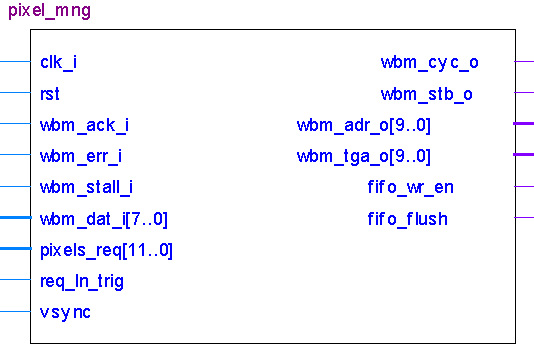 pixel_mng
clk_i wbm_cyc_o
rst wbm_stb_o
wbm_ack_i wbm_adr_o[9..0]
wbm_err_i wbm_tga_o[9..0]
wbm_stall_i fifo_wr_en
wbm_dat_i[7..0] fifo_flush
pixels_req[11..0]
req_ln_trig
vsync